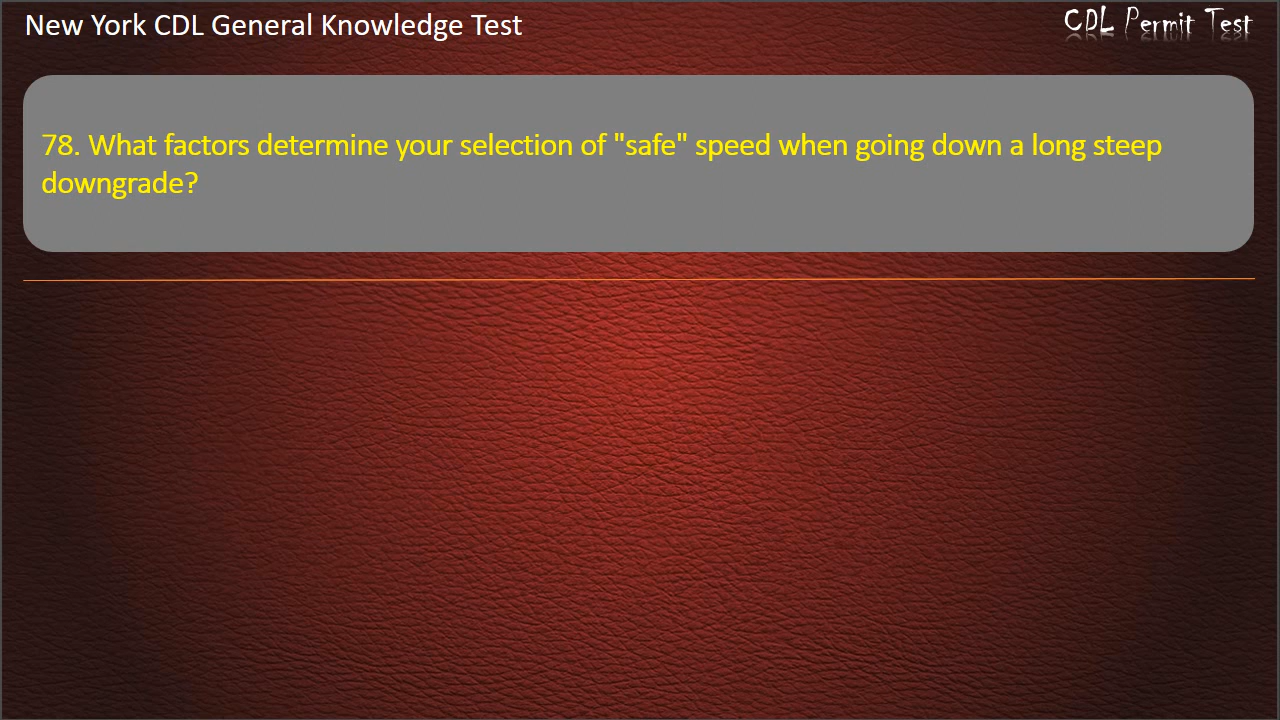 New York CDL General Knowledge Test
CDL Permit Test
78. What factors determine your selection of "safe" speed when going down a long steep
downgrade?